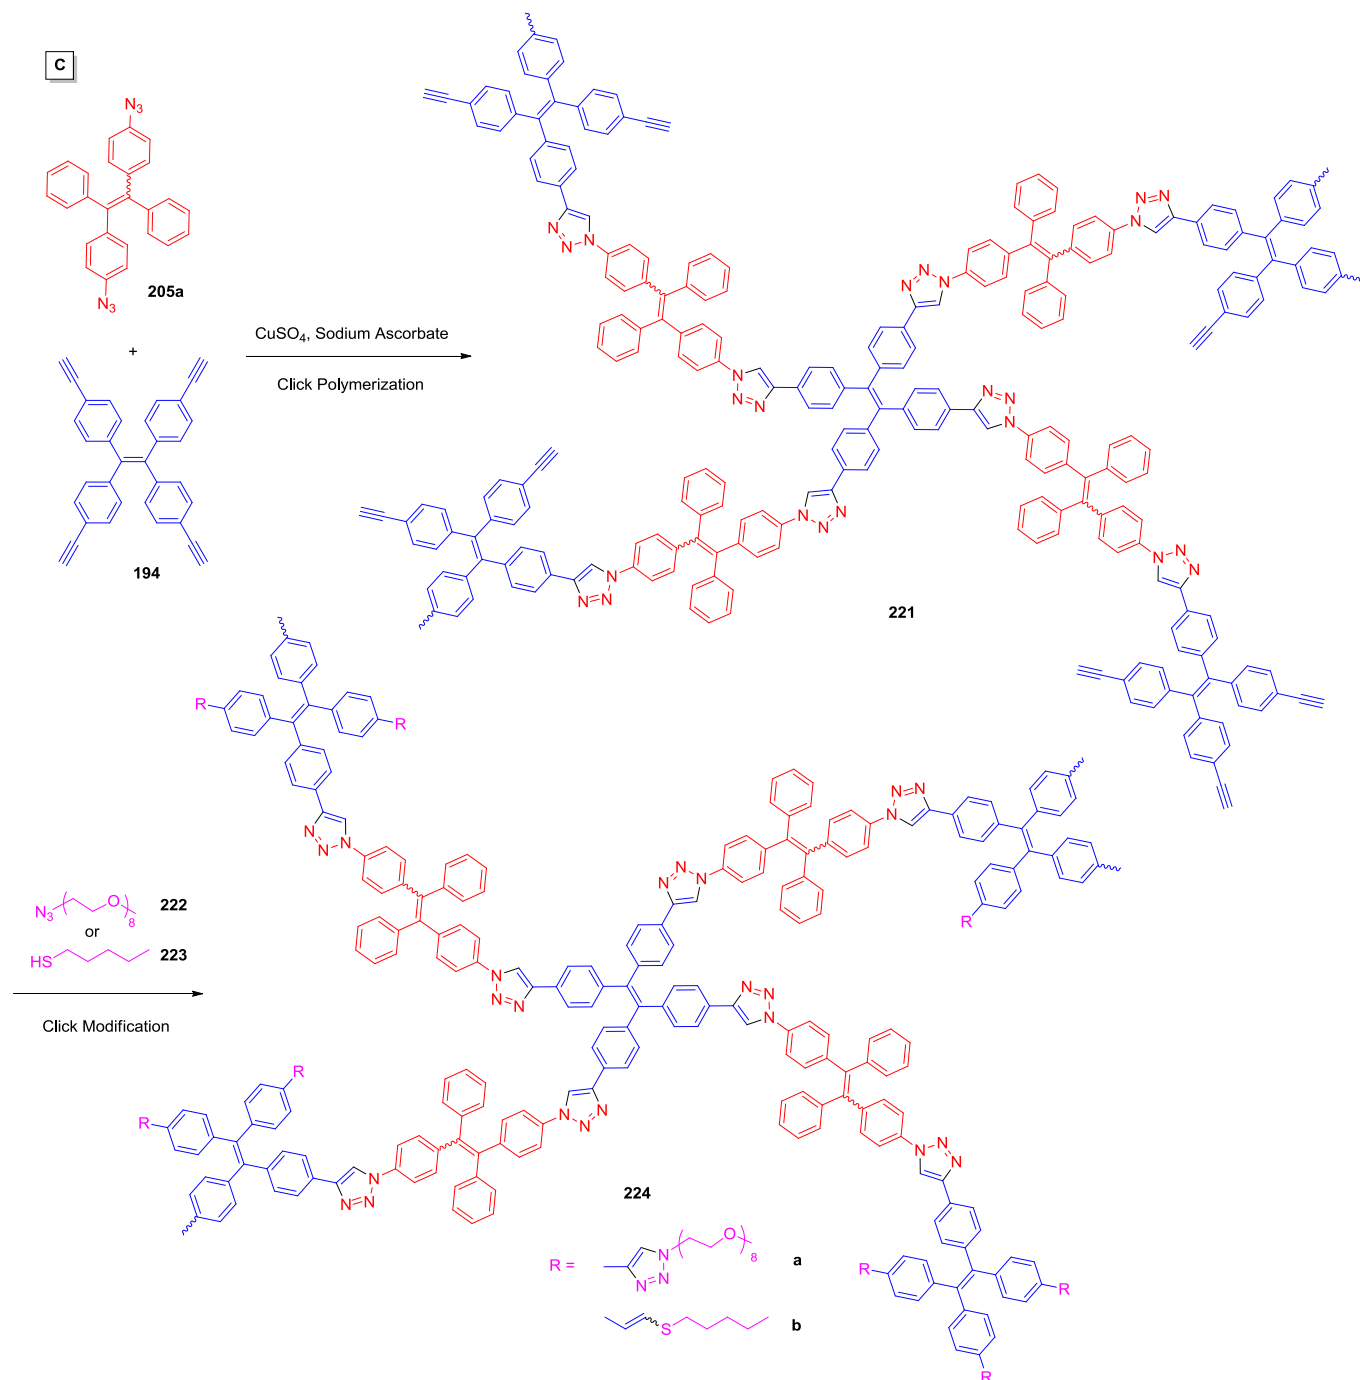 C
N3
205a
N3
+
194
CuSO4, Sodium Ascorbate
Click Polymerization
N
N=N
N=N
N
N
N=N
N
N=N
N=N
N
N
N=N
N=N
N
N
N=N
221
N3 ( O ) 8 222
or
HS 223
Click Modification
R
R
N
N=N
N=N
N
N
N=N
R
N
N=N
N=N
N
R
R
N
N=N
N=N
N
N
N=N
224
R =
N ( O ) 8 a
N=N
S b
R
R
R